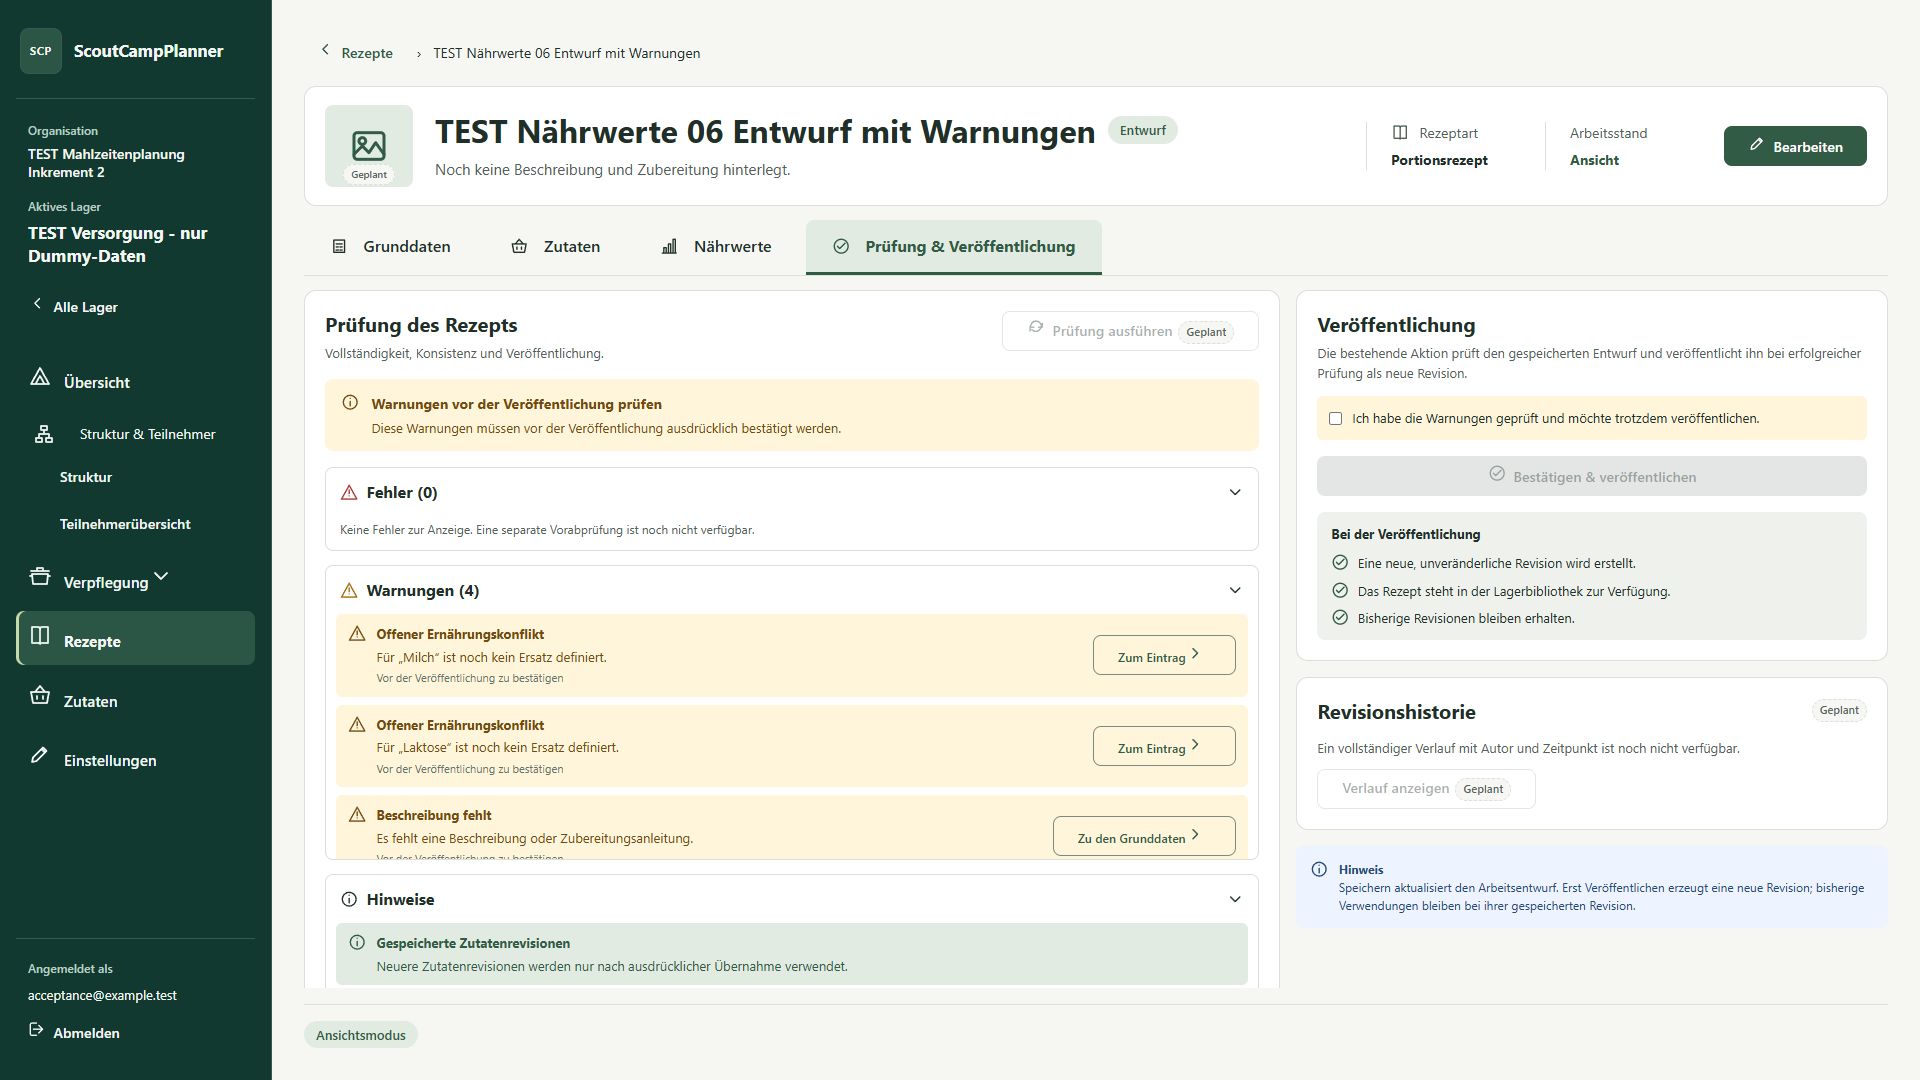 SCP
ScoutCampPlanner
Organisation
TEST Mahlzeitenplanung
Inkrement 2
Aktives Lager
TEST Versorgung - nur
Dummy-Daten
Alle Lager
Übersicht
Struktur & Teilnehmer
Struktur
Teilnehmerübersicht
Verpflegung
Rezepte
Zutaten
Einstellungen
Angemeldet als
acceptance@example.test
Abmelden
Rezepte › TEST Nährwerte 06 Entwurf mit Warnungen
Geplant
TEST Nährwerte 06 Entwurf mit Warnungen Entwurf
Noch keine Beschreibung und Zubereitung hinterlegt.
Rezeptart
Portionsrezept
Arbeitsstand
Ansicht
Bearbeiten
Grunddaten Zutaten Nährwerte Prüfung & Veröffentlichung
Prüfung des Rezepts
Vollständigkeit, Konsistenz und Veröffentlichung.
Prüfung ausführen Geplant
Warnungen vor der Veröffentlichung prüfen
Diese Warnungen müssen vor der Veröffentlichung ausdrücklich bestätigt werden.
Fehler (0)
Keine Fehler zur Anzeige. Eine separate Vorabprüfung ist noch nicht verfügbar.
Warnungen (4)
Offener Ernährungskonflikt
Für „Milch“ ist noch kein Ersatz definiert.
Vor der Veröffentlichung zu bestätigen
Zum Eintrag
Offener Ernährungskonflikt
Für „Laktose“ ist noch kein Ersatz definiert.
Vor der Veröffentlichung zu bestätigen
Zum Eintrag
Beschreibung fehlt
Es fehlt eine Beschreibung oder Zubereitungsanleitung.
Vor der Veröffentlichung zu bestätigen
Zu den Grunddaten
Hinweise
Gespeicherte Zutatenrevisionen
Neuere Zutatenrevisionen werden nur nach ausdrücklicher Übernahme verwendet.
Veröffentlichung
Die bestehende Aktion prüft den gespeicherten Entwurf und veröffentlicht ihn bei erfolgreicher
Prüfung als neue Revision.
Ich habe die Warnungen geprüft und möchte trotzdem veröffentlichen.
Bestätigen & veröffentlichen
Bei der Veröffentlichung
Eine neue, unveränderliche Revision wird erstellt.
Das Rezept steht in der Lagerbibliothek zur Verfügung.
Bisherige Revisionen bleiben erhalten.
Revisionshistorie Geplant
Ein vollständiger Verlauf mit Autor und Zeitpunkt ist noch nicht verfügbar.
Verlauf anzeigen Geplant
Hinweis
Speichern aktualisiert den Arbeitsentwurf. Erst Veröffentlichen erzeugt eine neue Revision; bisherige
Verwendungen bleiben bei ihrer gespeicherten Revision.
Ansichtsmodus